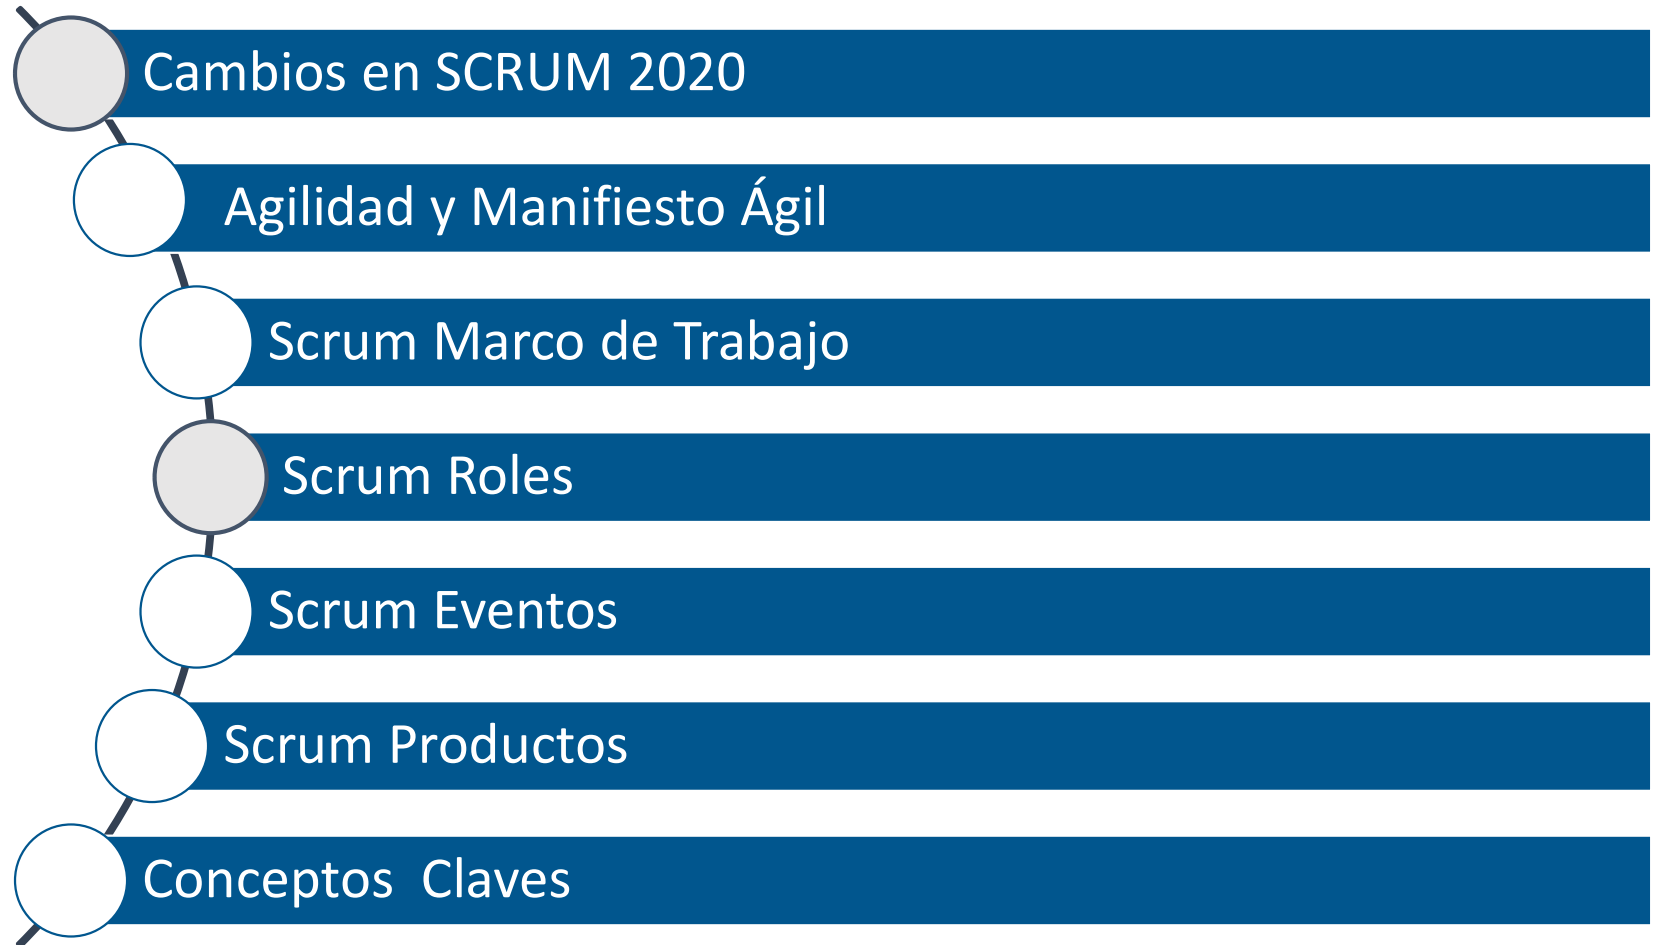 Cambios en SCRUM 2020
Agilidad y Manifiesto Ágil
Scrum Marco de Trabajo
Scrum Roles
Scrum Eventos
Scrum Productos
Conceptos  Claves